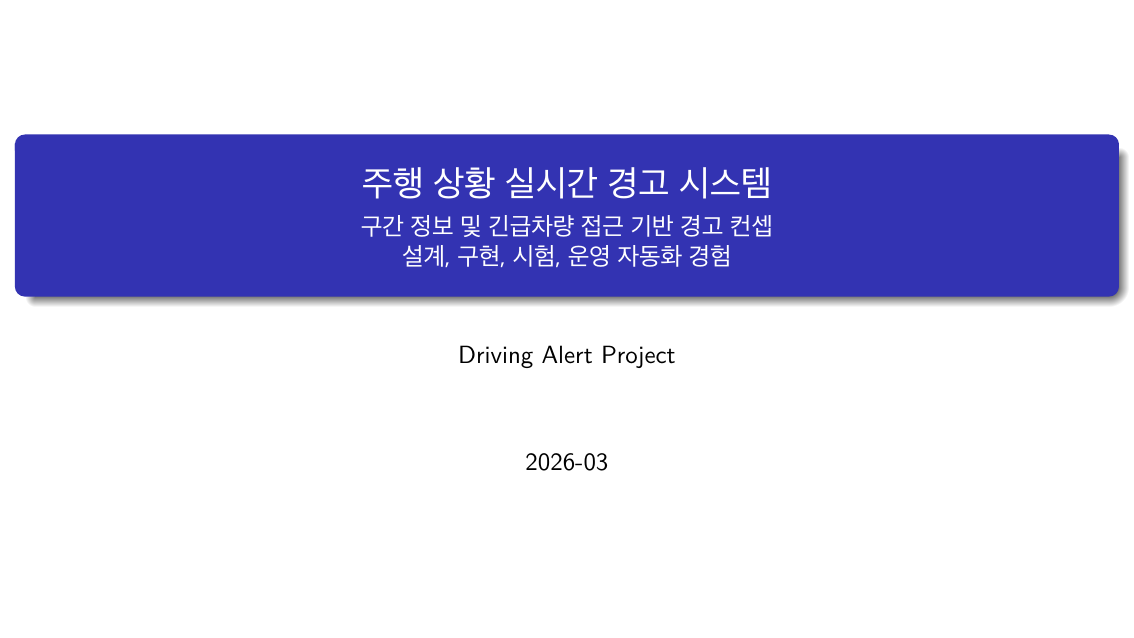 주행 상황 실시간 경고 시스템
구간 정보 및 긴급차량 접근 기반 경고 컨셉
설계, 구현, 시험, 운영 자동화 경험
Driving Alert Project
2026-03